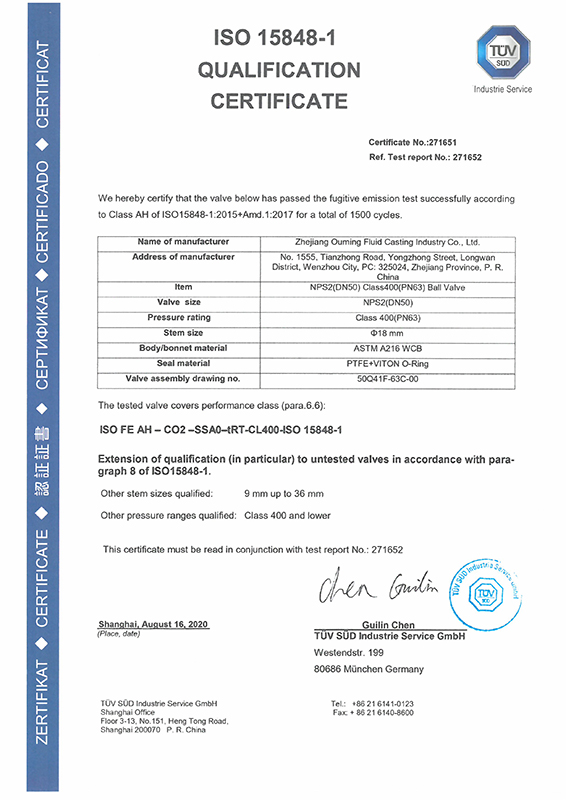 ISO 15848-1
QUALIFICATION
CERTIFICATE
TÜV
SÜD
Industrie Service
Certificate No.:271651
Ref. Test report No.: 271652
We hereby certify that the valve below has passed the fugitive emission test successfully according
to Class AH of ISO15848-1:2015+Amd.1:2017 for a total of 1500 cycles.
Name of manufacturer Zhejiang Ouming Fluid Casting Industry Co., Ltd.
Address of manufacturer No. 1555, Tianzhong Road, Yongzhong Street, Longwan
District, Wenzhou City, PC: 325024, Zhejiang Province, P. R.
China
Item NPS2(DN50) Class400(PN63) Ball Valve
Valve size NPS2(DN50)
Pressure rating Class 400(PN63)
Stem size Φ18 mm
Body/bonnet material ASTM A216 WCB
Seal material PTFE+VITON O-Ring
Valve assembly drawing no. 50Q41F-63C-00
The tested valve covers performance class (para.6.6):
ISO FE AH – CO2 –SSA0–tRT-CL400-ISO 15848-1
Extension of qualification (in particular) to untested valves in accordance with para-
graph 8 of ISO15848-1.
Other stem sizes qualified: 9 mm up to 36 mm
Other pressure ranges qualified: Class 400 and lower
This certificate must be read in conjunction with test report No.: 271652
Chen Guilin
TÜV SÜD Industrie Service GmbH
TÜV
Shanghai, August 16, 2020
(Place, date)
Guilin Chen
TÜV SÜD Industrie Service GmbH
Westendstr. 199
80686 München Germany
TÜV SÜD Industrie Service GmbH
Shanghai Office
Floor 3-13, No.151, Heng Tong Road,
Shanghai 200070 P. R. China
Tel.: +86 21 6141-0123
Fax: + 86 21 6140-8600
ZERTIFIKAT ◆ CERTIFICATE ◆ 認証証書 ◆ СЕРТИФИКАТ ◆ CERTIFICADO ◆ CERTIFICAT